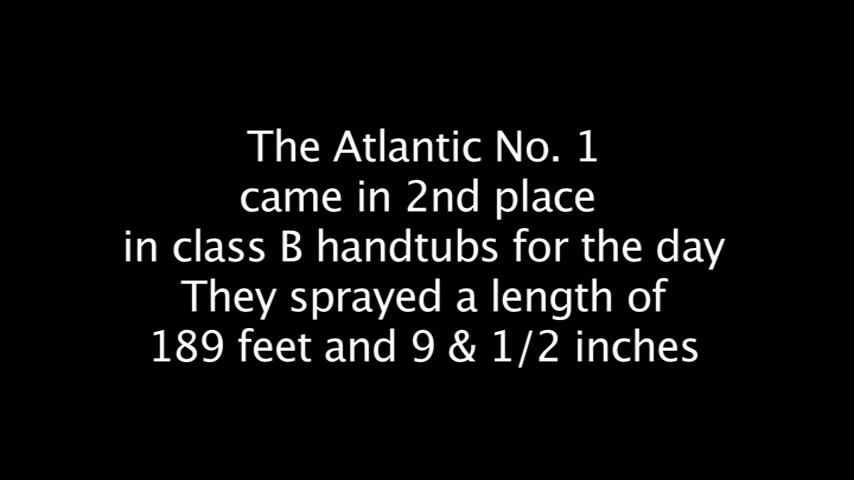 The Atlantic No. 1
came in 2nd place
in class B handtubs for the day
They sprayed a length of
189 feet and 9 & 1/2 inches